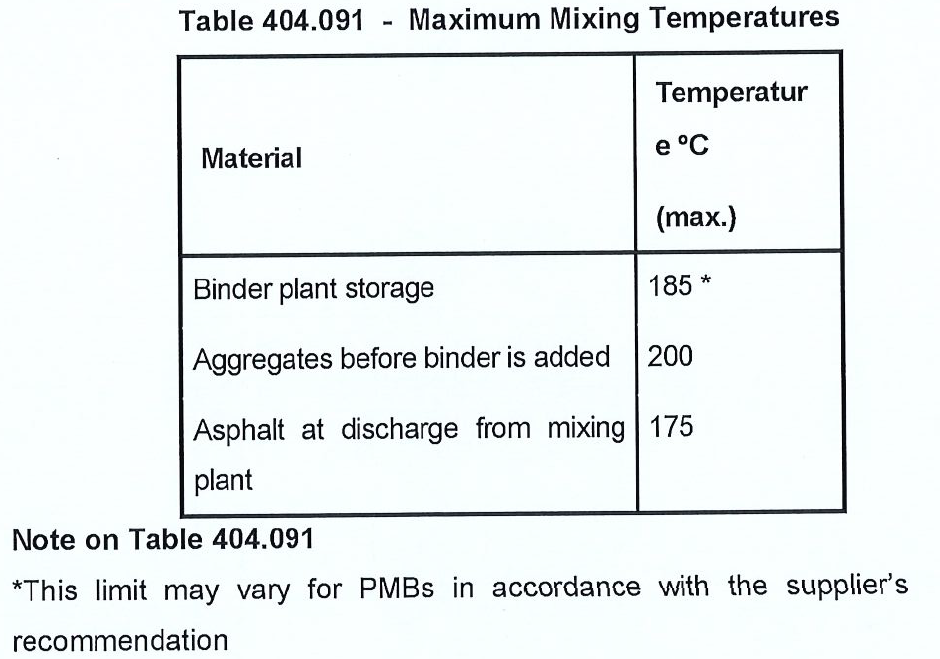 Table 404.091 - Maximum Mixing Temperatures
Material
Temperatur
e ºC
(max.)
Binder plant storage
185 *
Aggregates before binder is added
200
Asphalt at discharge from mixing
plant
175
Note on Table 404.091
*This limit may vary for PMBs in accordance with the supplier's
recommendation